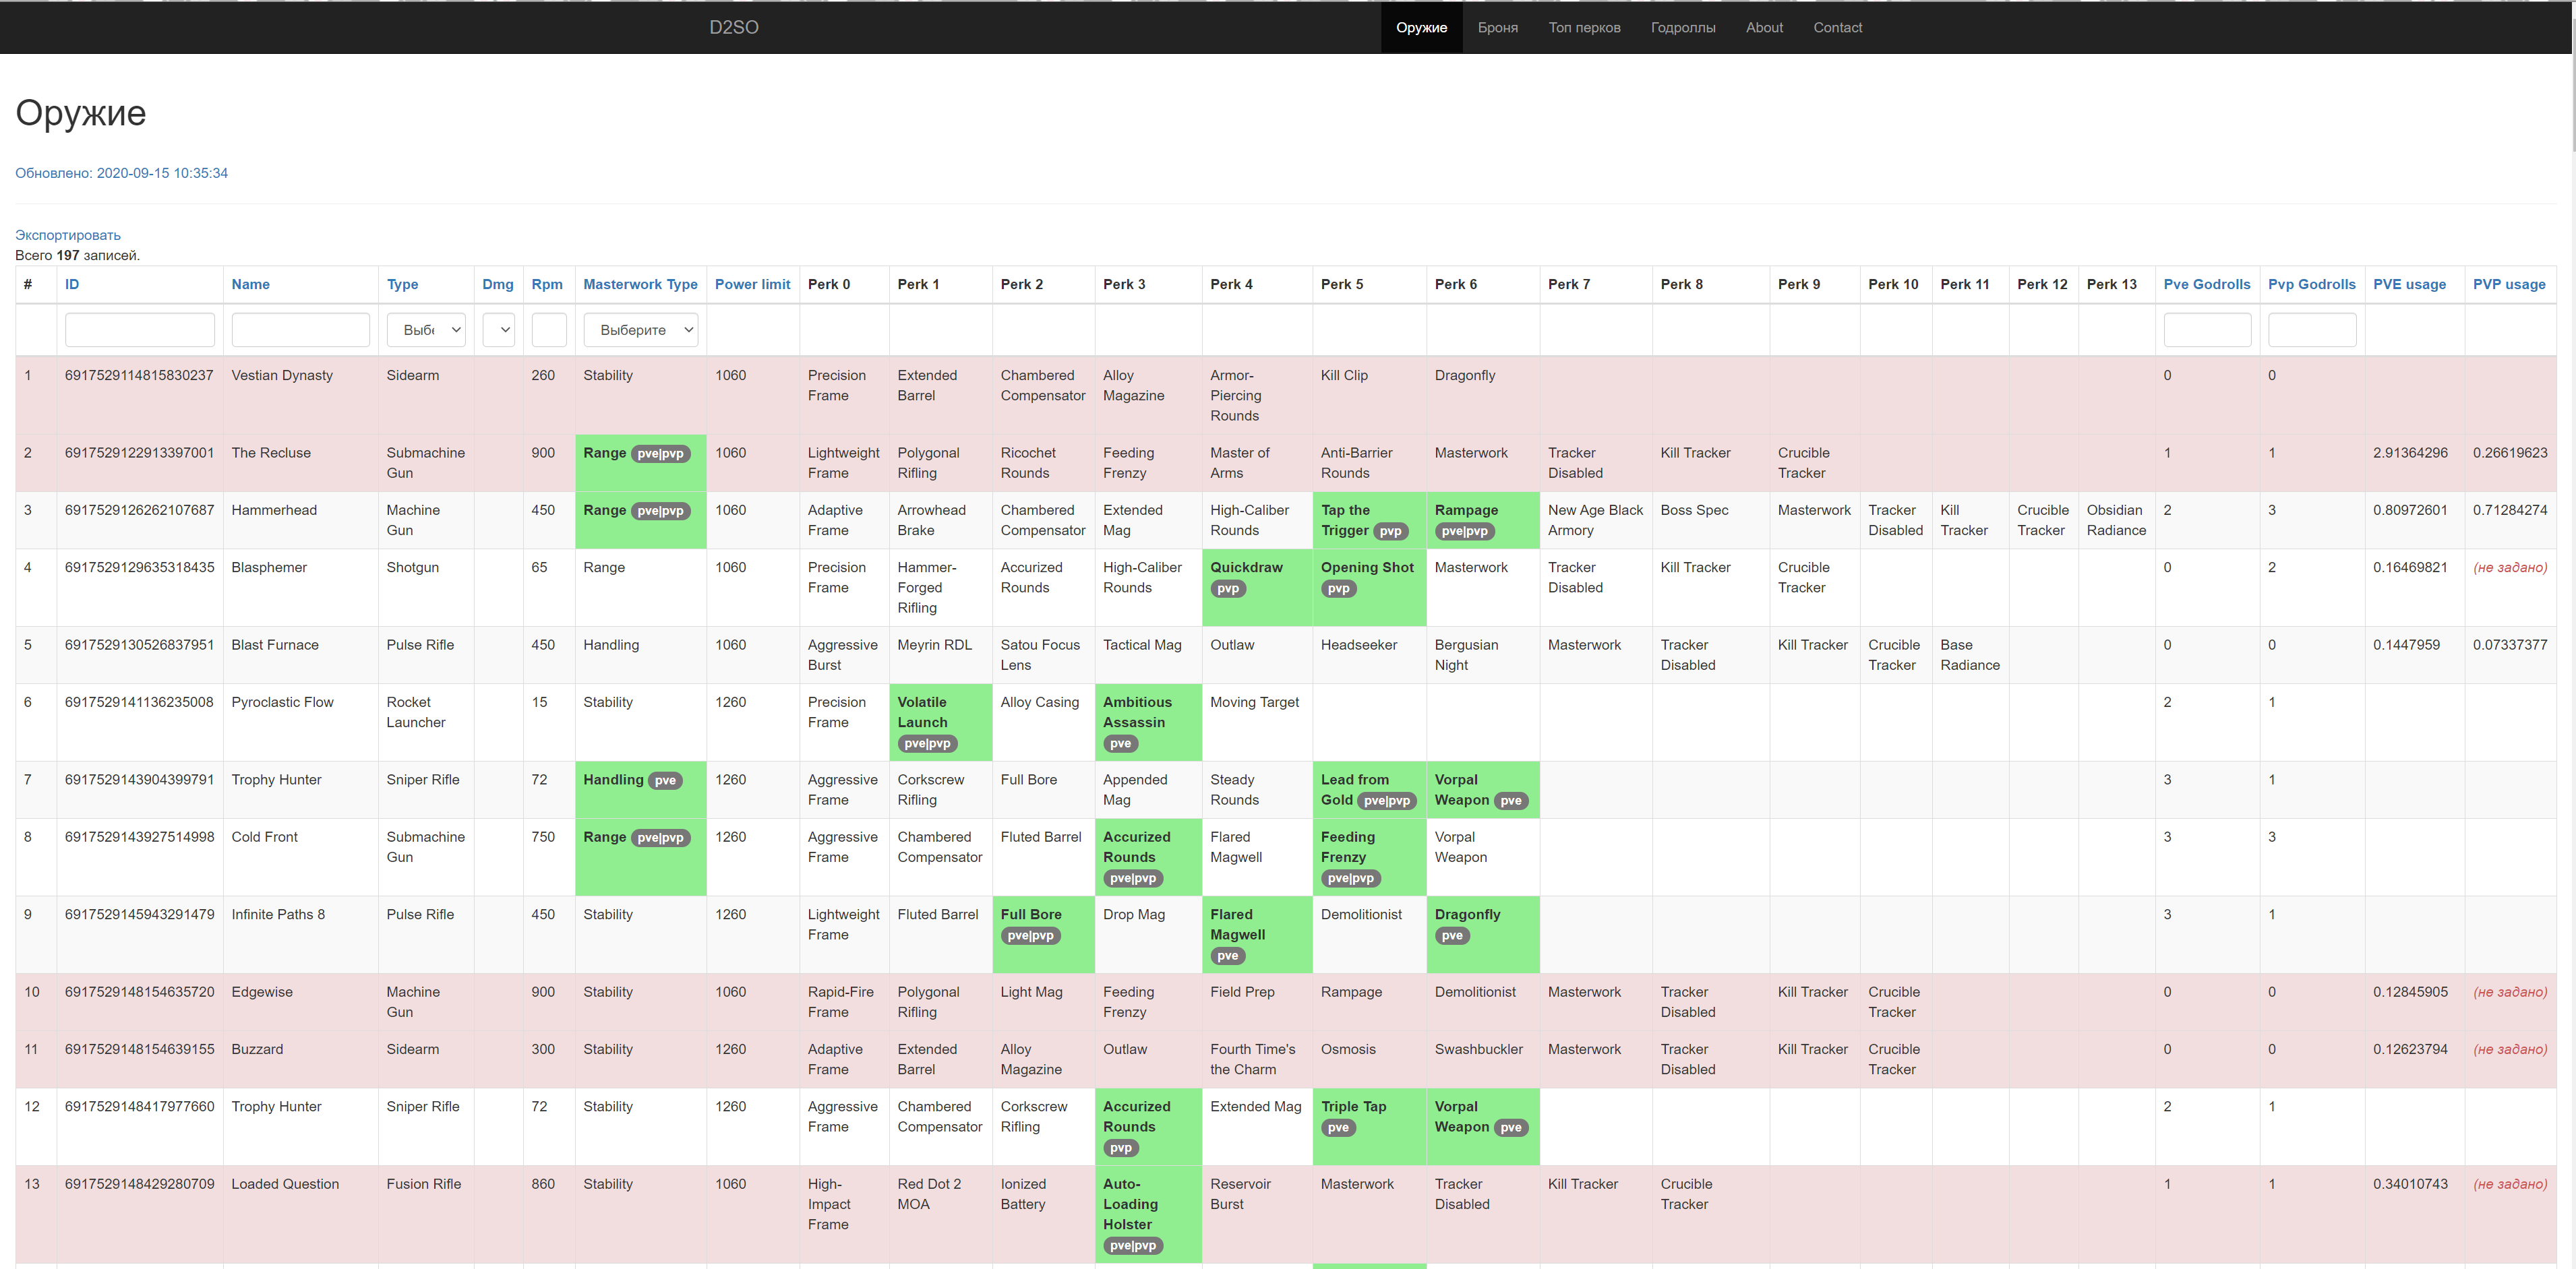 D2SO Оружие Броня Топ перков Годроллы About Contact
Оружие
Обновлено: 2020-09-15 10:35:34
Экспортировать
Всего 197 записей.
# ID Name Type Dmg Rpm Masterwork Type Power limit Perk 0 Perk 1 Perk 2 Perk 3 Perk 4 Perk 5 Perk 6 Perk 7 Perk 8 Perk 9 Perk 10 Perk 11 Perk 12 Perk 13 Pve Godrolls Pvp Godrolls PVE usage PVP usage
Выбе Выберите
1 6917529114815830237 Vestian Dynasty Sidearm 260 Stability 1060 Precision Frame Extended Barrel Chambered Compensator Alloy Magazine Armor-Piercing Rounds Kill Clip Dragonfly 0 0
2 6917529122913397001 The Recluse Submachine Gun 900 Range pve|pvp 1060 Lightweight Frame Polygonal Rifling Ricochet Rounds Feeding Frenzy Master of Arms Anti-Barrier Rounds Masterwork Tracker Disabled Kill Tracker Crucible Tracker 1 1 2.91364296 0.26619623
3 6917529126262107687 Hammerhead Machine Gun 450 Range pve|pvp 1060 Adaptive Frame Arrowhead Brake Chambered Compensator Extended Mag High-Caliber Rounds Tap the Trigger pvp Rampage pve|pvp New Age Black Armory Boss Spec Masterwork Tracker Disabled Kill Tracker Crucible Tracker Obsidian Radiance 2 3 0.80972601 0.71284274
4 6917529129635318435 Blasphemer Shotgun 65 Range 1060 Precision Frame Hammer-Forged Rifling Accurized Rounds High-Caliber Rounds Quickdraw pvp Opening Shot pvp Masterwork Tracker Disabled Kill Tracker Crucible Tracker 0 2 0.16469821 (не задано)
5 6917529130526837951 Blast Furnace Pulse Rifle 450 Handling 1060 Aggressive Burst Meyrin RDL Satou Focus Lens Tactical Mag Outlaw Headseeker Bergusian Night Masterwork Tracker Disabled Kill Tracker Crucible Tracker Base Radiance 0 0 0.1447959 0.07337377
6 6917529141136235008 Pyroclastic Flow Rocket Launcher 15 Stability 1260 Precision Frame Volatile Launch pve|pvp Alloy Casing Ambitious Assassin pve Moving Target 2 1
7 6917529143904399791 Trophy Hunter Sniper Rifle 72 Handling pve 1260 Aggressive Frame Corkscrew Rifling Full Bore Appended Mag Steady Rounds Lead from Gold pve|pvp Vorpal Weapon pve 3 1
8 6917529143927514998 Cold Front Submachine Gun 750 Range pve|pvp 1260 Aggressive Frame Chambered Compensator Fluted Barrel Accurized Rounds pve|pvp Flared Magwell Feeding Frenzy pve|pvp Vorpal Weapon 3 3
9 6917529145943291479 Infinite Paths 8 Pulse Rifle 450 Stability 1260 Lightweight Frame Fluted Barrel Full Bore pve|pvp Drop Mag Flared Magwell pve Demolitionist Dragonfly pve 3 1
10 6917529148154635720 Edgewise Machine Gun 900 Stability 1060 Rapid-Fire Frame Polygonal Rifling Light Mag Feeding Frenzy Field Prep Rampage Demolitionist Masterwork Tracker Disabled Kill Tracker Crucible Tracker 0 0 0.12845905 (не задано)
11 6917529148154639155 Buzzard Sidearm 300 Stability 1260 Adaptive Frame Extended Barrel Alloy Magazine Outlaw Fourth Time's the Charm Osmosis Swashbuckler Masterwork Tracker Disabled Kill Tracker Crucible Tracker 0 0 0.12623794 (не задано)
12 6917529148417977660 Trophy Hunter Sniper Rifle 72 Stability 1260 Aggressive Frame Chambered Compensator Corkscrew Rifling Accurized Rounds pvp Extended Mag Triple Tap pve Vorpal Weapon pve 2 1
13 6917529148429280709 Loaded Question Fusion Rifle 860 Stability 1060 High-Impact Frame Red Dot 2 MOA Ionized Battery Auto-Loading Holster pve|pvp Reservoir Burst Masterwork Tracker Disabled Kill Tracker Crucible Tracker 1 1 0.34010743 (не задано)